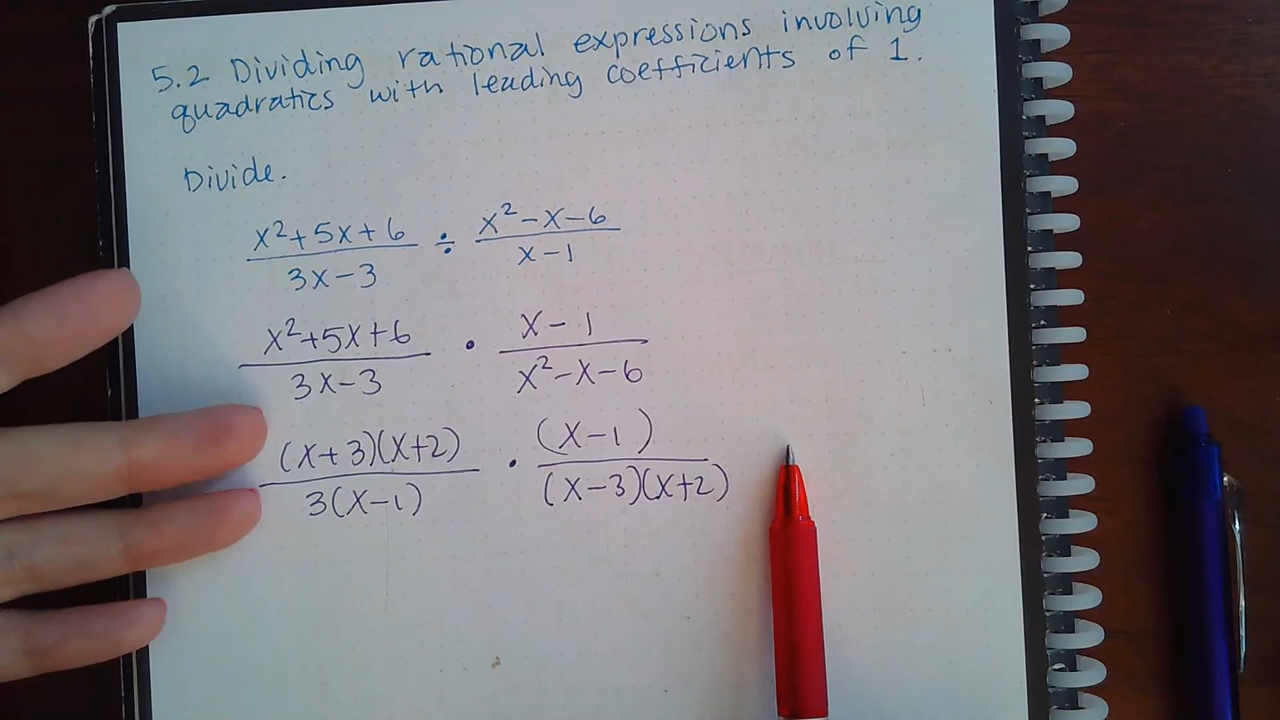 5.2 Dividing rational expressions involving
quadratics with leading coefficients of 1.
Divide.
x²+5x+6 / 3x-3 ÷ x²-x-6 / x-1
x²+5x+6 / 3x-3 · x-1 / x²-x-6
(x+3)(x+2) / 3(x-1) · (x-1) / (x-3)(x+2)